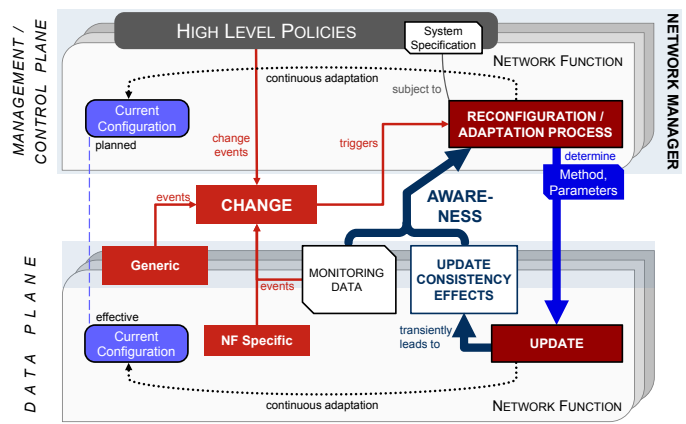 HIGH LEVEL POLICIES
System
Specification
NETWORK FUNCTION
MANAGEMENT /
CONTROL PLANE
NETWORK MANAGER
continuous adaptation
subject to
Current
Configuration
planned
RECONFIGURATION /
ADAPTATION PROCESS
change
events
triggers
determine
Method,
Parameters
events
CHANGE
AWARE-
NESS
Generic
MONITORING
DATA
UPDATE
CONSISTENCY
EFFECTS
events
DATA PLANE
effective
Current
Configuration
NF Specific
transiently
leads to
UPDATE
continuous adaptation
NETWORK FUNCTION